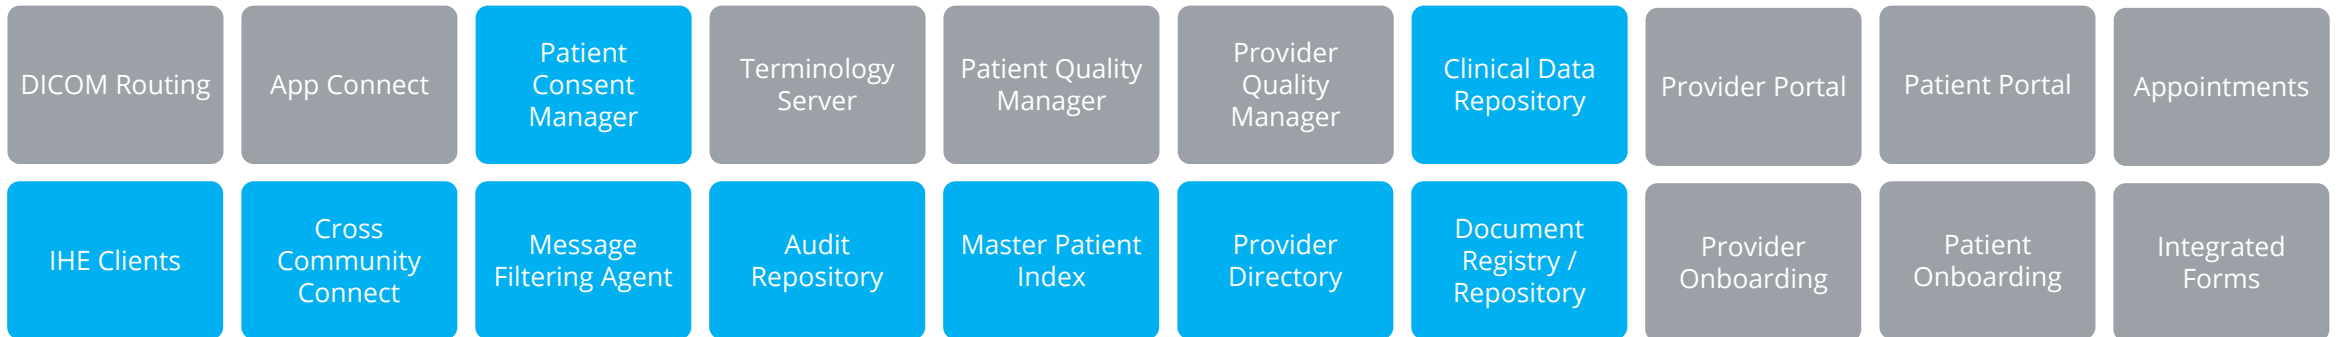 DICOM Routing
App Connect
Patient
Consent
Manager
Terminology
Server
Patient Quality
Manager
Provider
Quality
Manager
Clinical Data
Repository
Provider Portal
Patient Portal
Appointments
IHE Clients
Cross
Community
Connect
Message
Filtering Agent
Audit
Repository
Master Patient
Index
Provider
Directory
Document
Registry /
Repository
Provider
Onboarding
Patient
Onboarding
Integrated
Forms